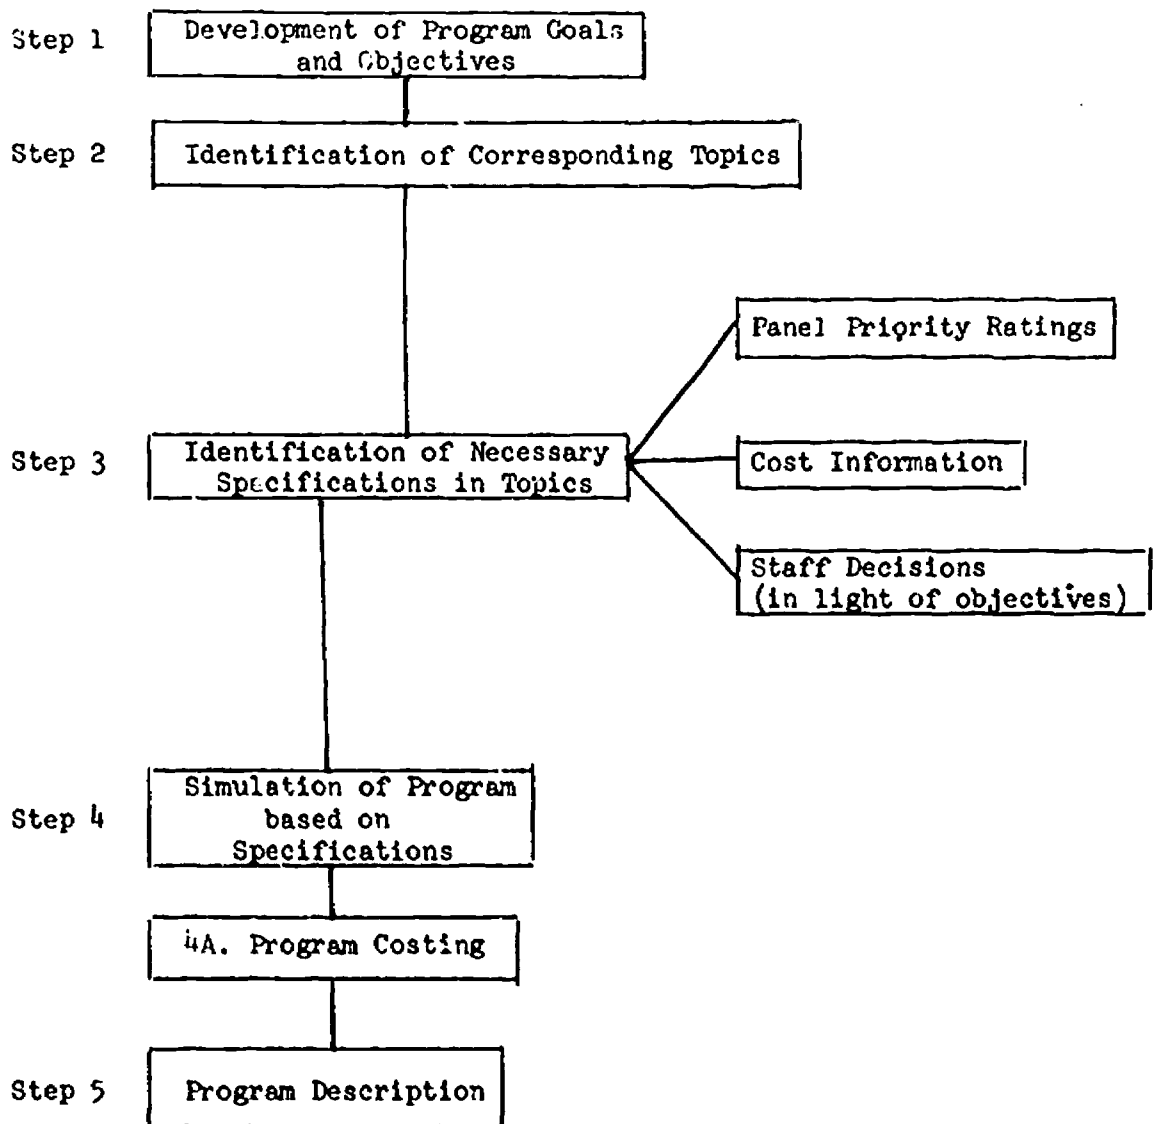 Step 1
Development of Program Goals
and Objectives
Step 2
Identification of Corresponding Topics
Panel Priority Ratings
Step 3
Identification of Necessary
Specifications in Topics
Cost Information
Staff Decisions
(in light of objectives)
Step 4
Simulation of Program
based on
Specifications
4A. Program Costing
Step 5
Program Description